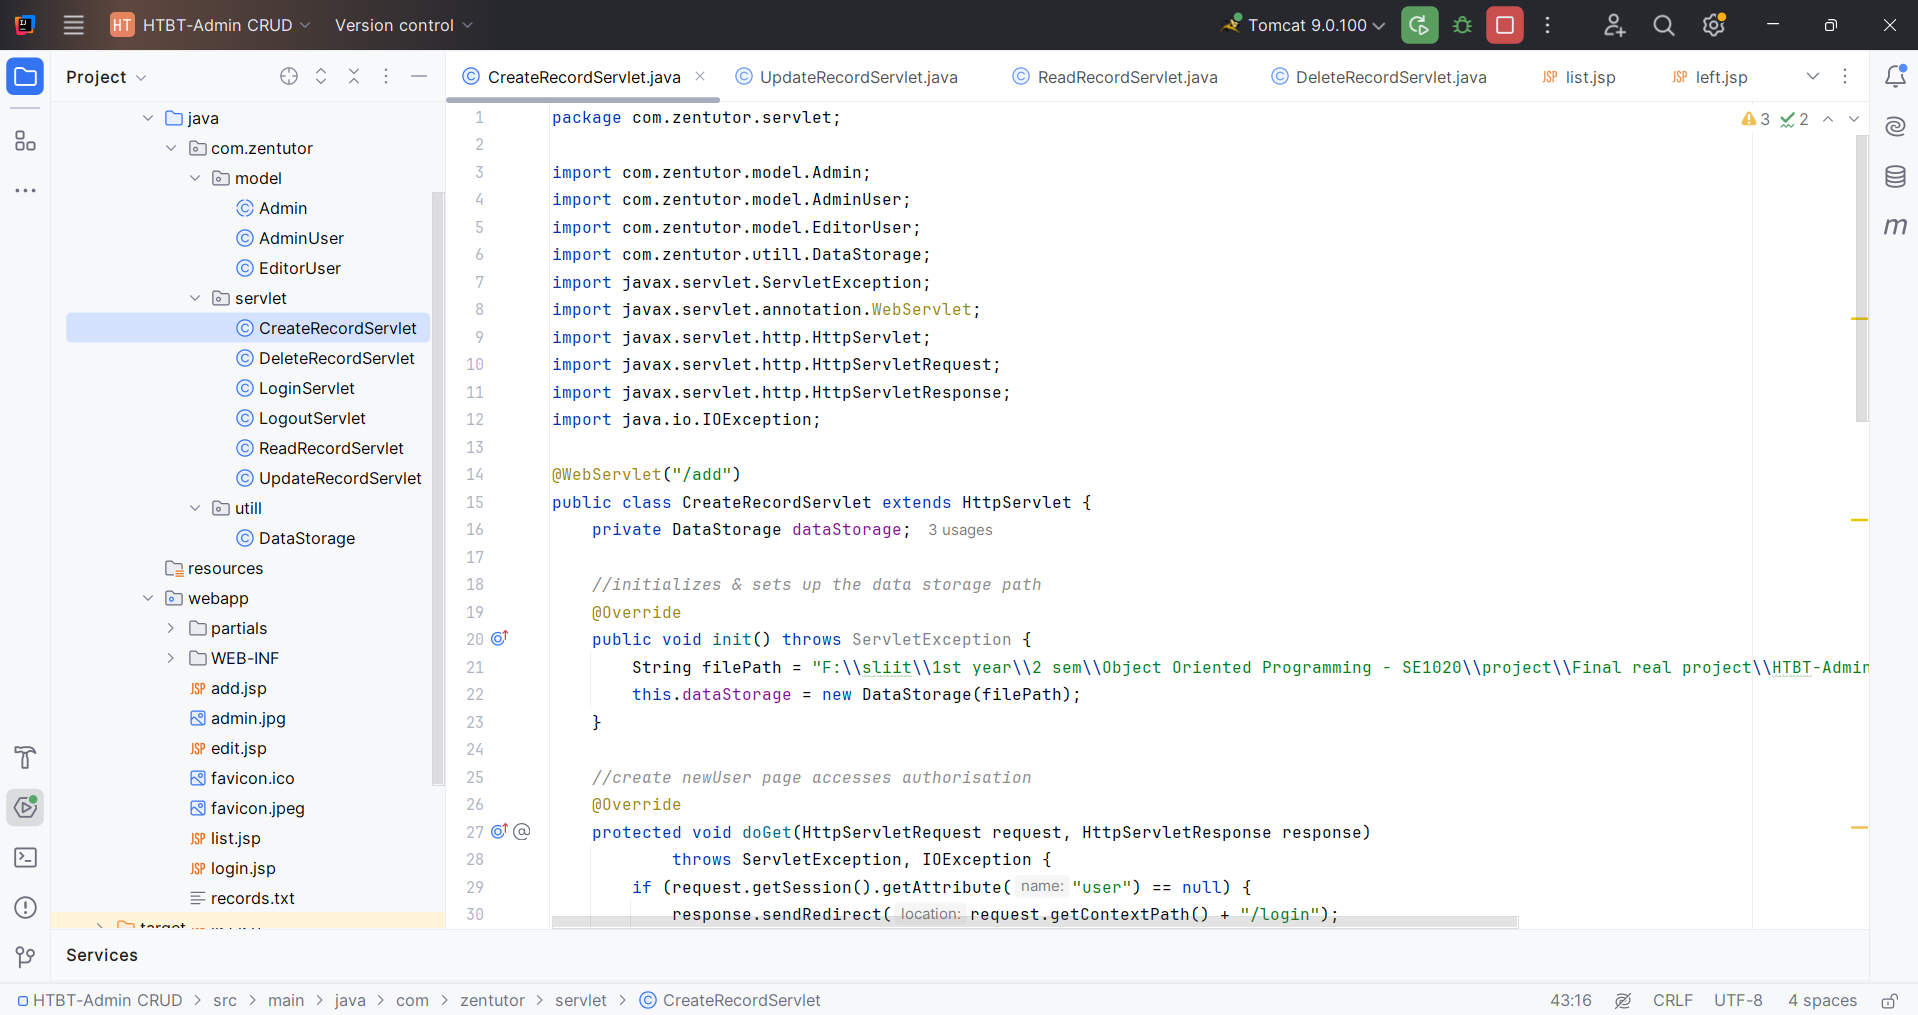 HT HTBT-Admin CRUD Version control Tomcat 9.0.100
Project
CreateRecordServlet.java UpdateRecordServlet.java ReadRecordServlet.java DeleteRecordServlet.java JSP list.jsp JSP left.jsp
java
com.zentutor
model
Admin
AdminUser
EditorUser
servlet
CreateRecordServlet
DeleteRecordServlet
LoginServlet
LogoutServlet
ReadRecordServlet
UpdateRecordServlet
utill
DataStorage
resources
webapp
partials
WEB-INF
JSP add.jsp
admin.jpg
JSP edit.jsp
favicon.ico
favicon.jpeg
JSP list.jsp
JSP login.jsp
records.txt
target
3 2
1 package com.zentutor.servlet;
2
3 import com.zentutor.model.Admin;
4 import com.zentutor.model.AdminUser;
5 import com.zentutor.model.EditorUser;
6 import com.zentutor.utill.DataStorage;
7 import javax.servlet.ServletException;
8 import javax.servlet.annotation.WebServlet;
9 import javax.servlet.http.HttpServlet;
10 import javax.servlet.http.HttpServletRequest;
11 import javax.servlet.http.HttpServletResponse;
12 import java.io.IOException;
13
14 @WebServlet("/add")
15 public class CreateRecordServlet extends HttpServlet {
16 private DataStorage dataStorage; 3 usages
17
18 //initializes & sets up the data storage path
19 @Override
20 public void init() throws ServletException {
21 String filePath = "F:\\sliit\\1st year\\2 sem\\Object Oriented Programming - SE1020\\project\\Final real project\\HTBT-Admin
22 this.dataStorage = new DataStorage(filePath);
23 }
24
25 //create newUser page accesses authorisation
26 @Override
27 @ protected void doGet(HttpServletRequest request, HttpServletResponse response)
28 throws ServletException, IOException {
29 if (request.getSession().getAttribute( name: "user") == null) {
30 response.sendRedirect( location: request.getContextPath() + "/login");
Services
HTBT-Admin CRUD > src > main > java > com > zentutor > servlet > CreateRecordServlet 43:16 CRLF UTF-8 4 spaces